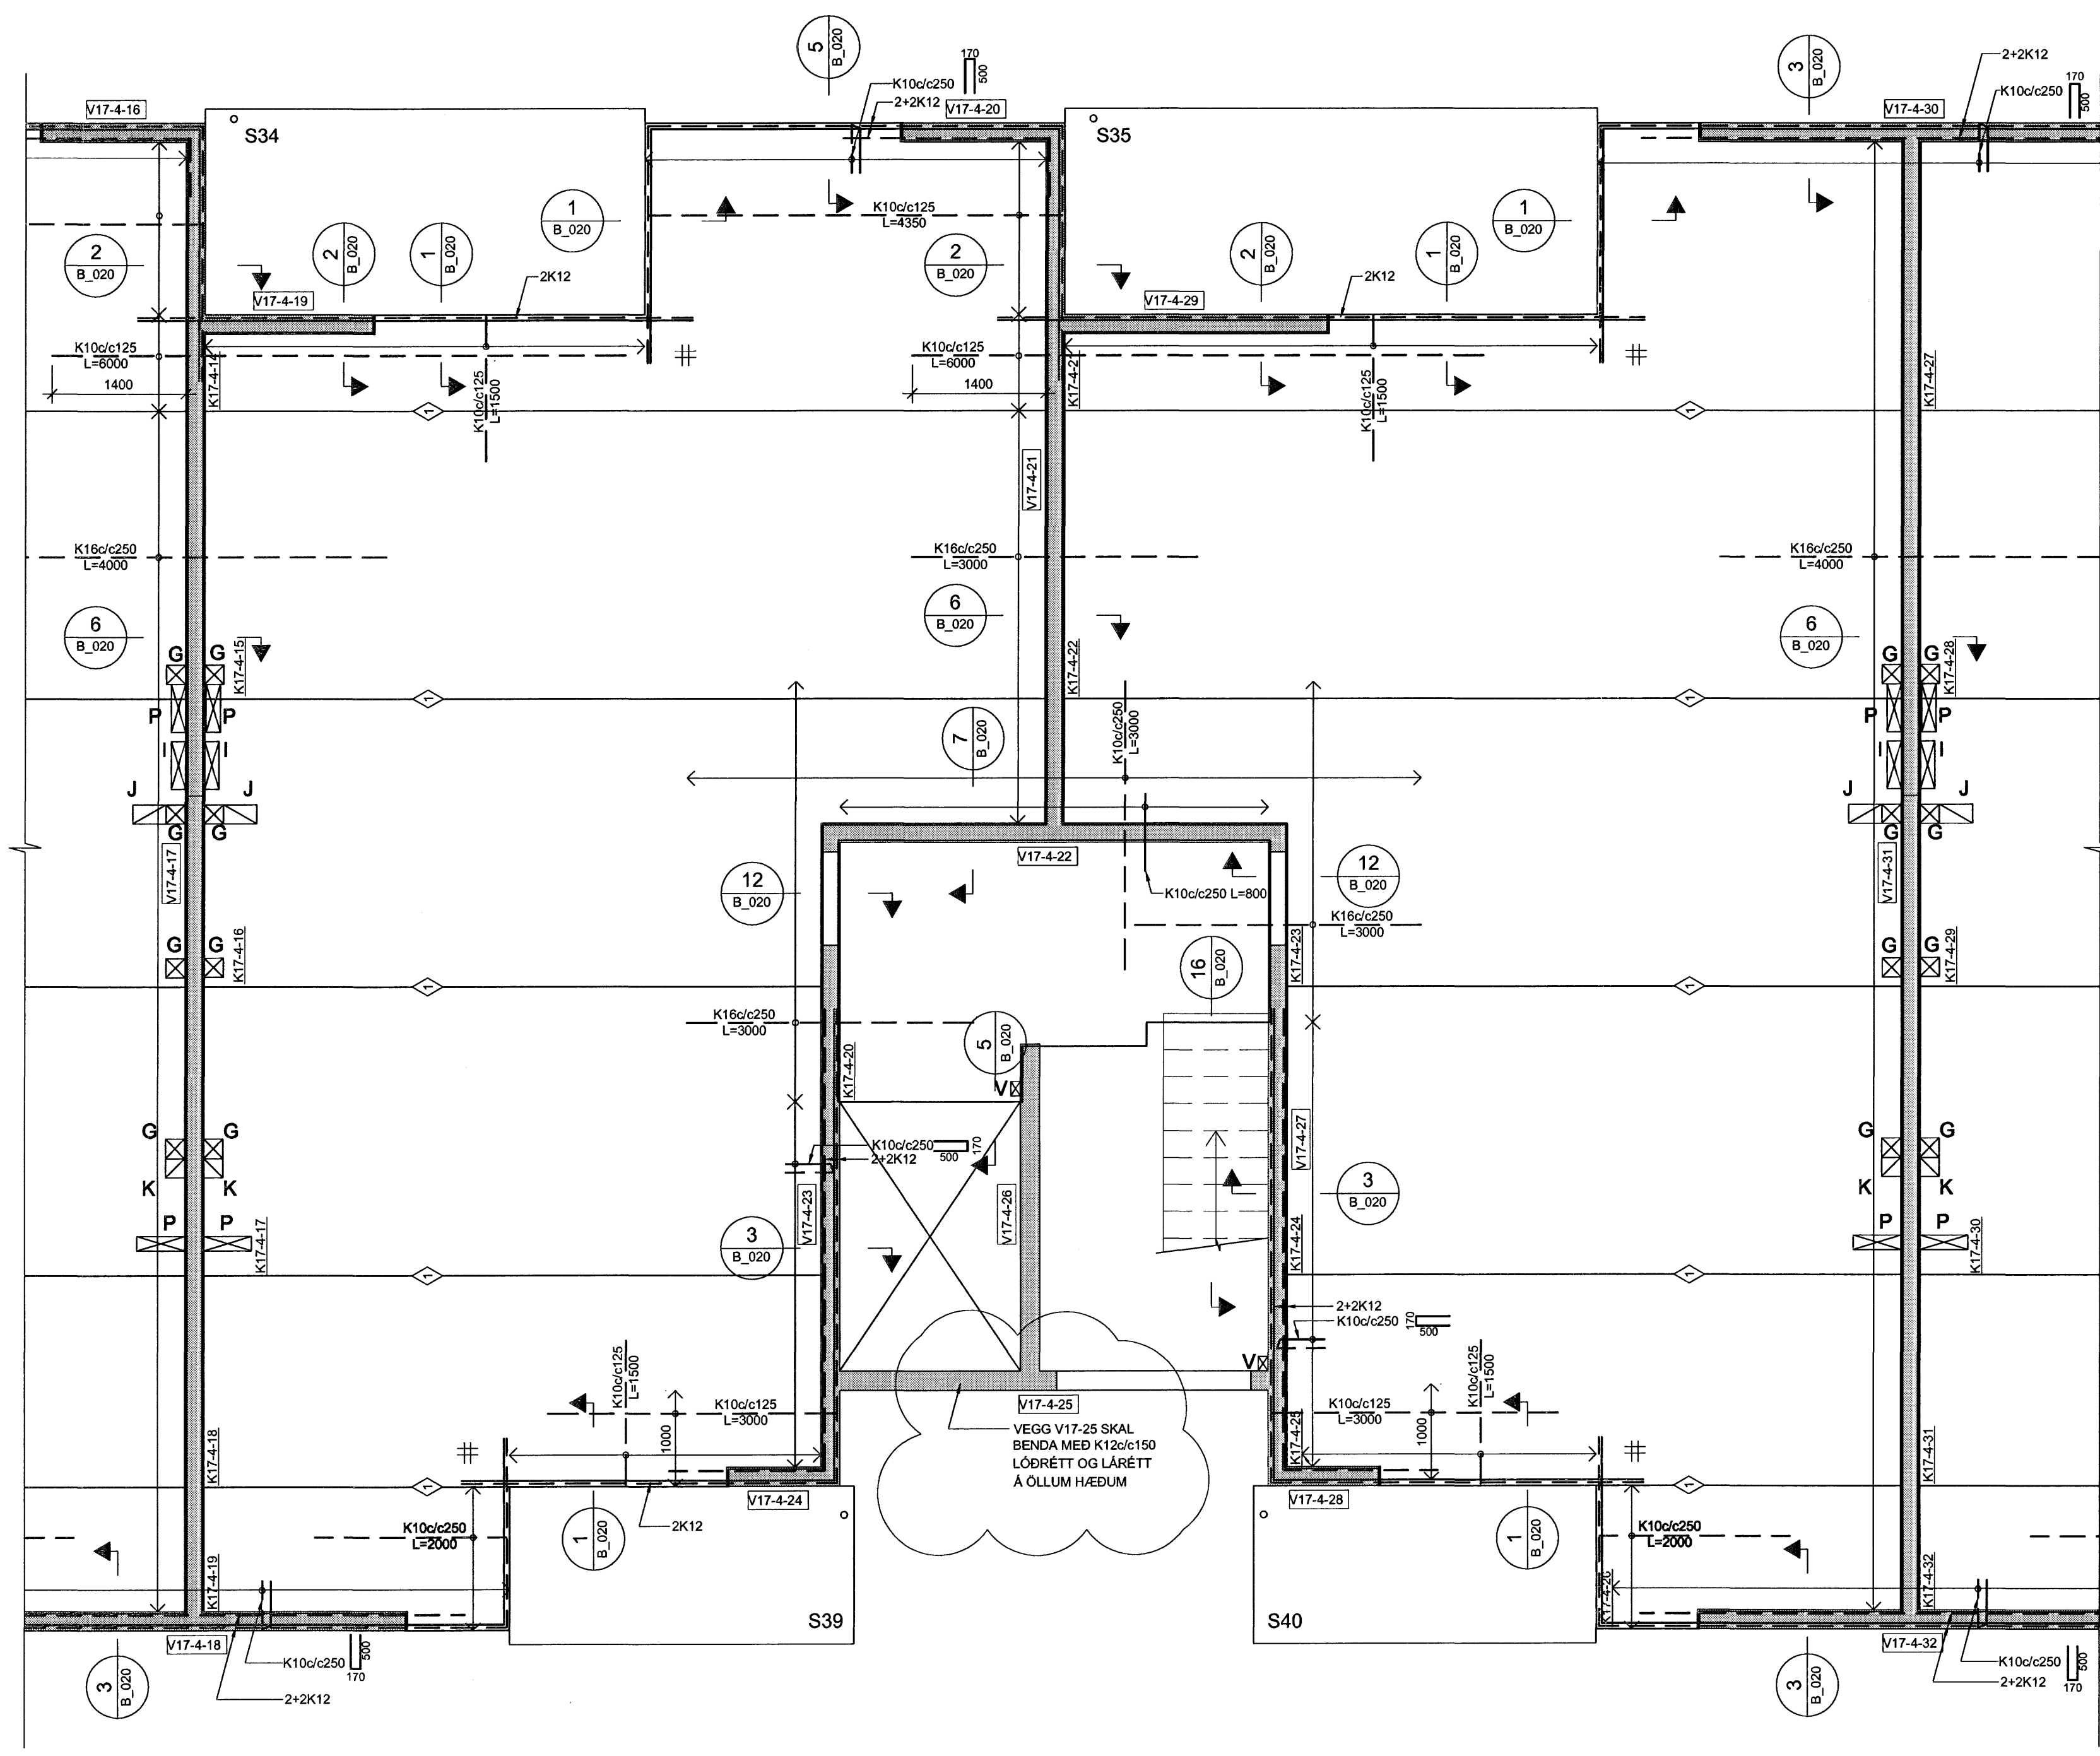 5
B_020
170
500
K10c/c250
2+2K12
V17-4-16
V17-4-20
S34
S35
3
B_020
2+2K12
170
K10c/c250
500
V17-4-30
1
B_020
K10c/c125
L=4350
1
B_020
2
B_020
2
B_020
1
B_020
2
B_020
2
B_020
1
B_020
2K12
2K12
V17-4-19
V17-4-29
K10c/c125
L=6000
1400
K17-4-14
K10c/c125
L=1500
K10c/c125
L=6000
1400
K10c/c125
L=1500
K17-4-27
1
1
V17-4-21
K16c/c250
L=4000
K16c/c250
L=3000
K16c/c250
L=4000
6
B_020
6
B_020
6
B_020
G
G
K17-4-15
K17-4-22
G
G
K17-4-28
1
1
P
P
P
P
7
B_020
K10c/c250
L=3000
I
I
I
I
J
J
J
J
G
G
G
G
V17-4-17
V17-4-22
V17-4-31
12
B_020
12
B_020
K10c/c250 L=800
K16c/c250
L=3000
G
G
K17-4-16
16
B_020
K17-4-23
G
G
K17-4-29
1
1
K16c/c250
L=3000
5
B_020
K17-4-20
V
G
G
K10c/c250
500
170
2+2K12
V17-4-27
G
G
K
K
V17-4-23
V17-4-26
3
B_020
K
K
P
P
K17-4-17
3
B_020
K17-4-24
P
P
K17-4-30
1
1
2+2K12
K10c/c250
170
500
K10c/c125
L=1500
V
K10c/c125
L=1500
K10c/c125
L=3000
1000
V17-4-25
K10c/c125
L=3000
1000
K17-4-18
VEGG V17-25 SKAL
BENDA MEÐ K12c/c150
LÓÐRÉTT OG LÁRÉTT
Á ÖLLUM HÆÐUM
K17-4-25
K17-4-31
1
V17-4-24
V17-4-28
1
K10c/c250
L=2000
1
B_020
2K12
1
B_020
K10c/c250
L=2000
K17-4-19
K17-4-32
S39
S40
V17-4-18
V17-4-32
3
B_020
K10c/c250
500
170
2+2K12
3
B_020
K10c/c250
500
170
2+2K12